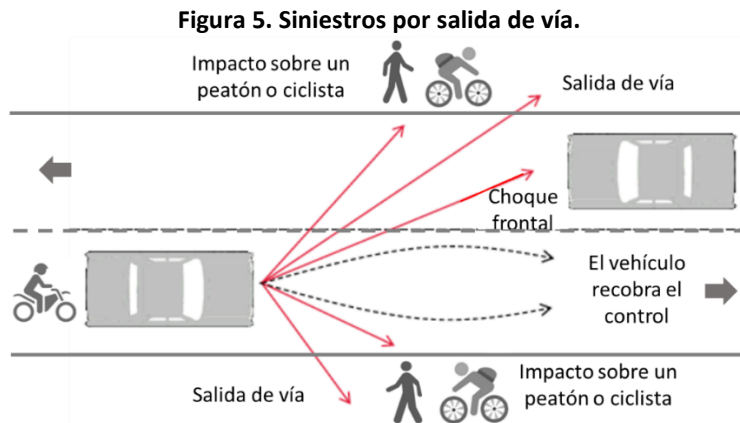 Figura 5. Siniestros por salida de vía.
Impacto sobre un
peatón o ciclista
Salida de vía
Choque
frontal
El vehículo
recobra el
control
Salida de vía
Impacto sobre un
peatón o ciclista